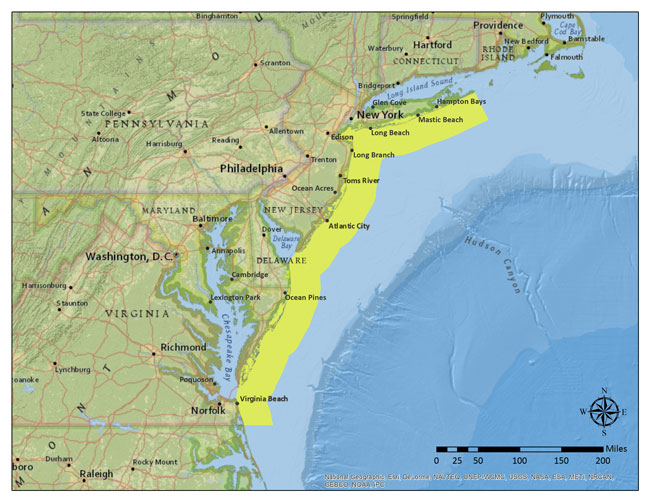 Binghamton
Springfield
Plymouth
Cape
Cod Bay
Providence
Waterbury
Hartford
New Bedford
Barnstable
RHODE
ISLAND
CONNECTICUT
Falmouth
Scranton
Bridgeport
Long Island Sound
Glen Cove
Hampton Bays
New York
Mastic Beach
State College
PENNSYLVANIA
Altoona
Allentown
Edison
Long Beach
Harrisburg
Reading
Long Branch
Trenton
Philadelphia
Toms River
Ocean Acres
MARYLAND
NEW JERSEY
Baltimore
Atlantic City
Dover
Delaware
Bay
Hudson
Canyon
Washington, D.C.
Annapolis
DELAWARE
Cambridge
Harrisonburg
Lexington Park
Ocean Pines
Staunton
VIRGINIA
Chesapeake Bay
Richmond
Lynchburg
roanoke
Poquoson
Virginia Beach
Norfolk
N
W E
S
Miles
0 25 50 100 150 200
boro
Durham
Rocky Mount
Raleigh
National Geographic, Esri, DeLorme, NAVTEQ, UNEP-WCMC, USGS, NASA, ESA, METI, NRCAN,
GEBCO, NOAA, iPC